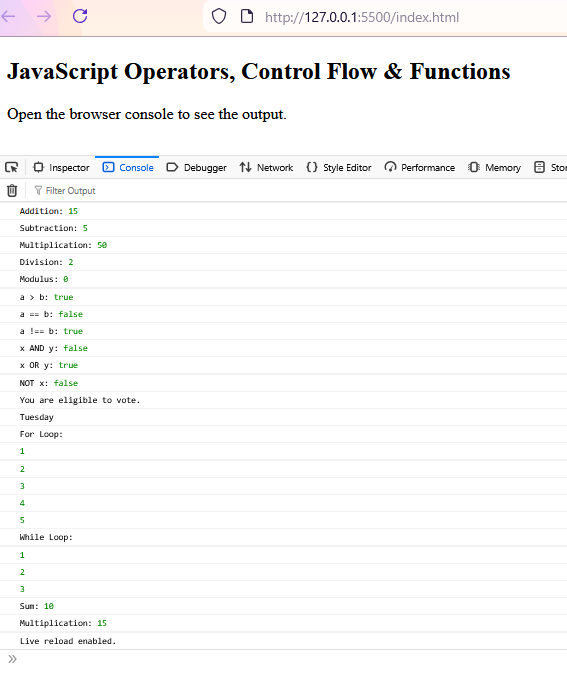 http://127.0.0.1:5500/index.html
JavaScript Operators, Control Flow & Functions
Open the browser console to see the output.
Inspector Console Debugger Network {} Style Editor Performance Memory Stor
Filter Output
Addition: 15
Subtraction: 5
Multiplication: 50
Division: 2
Modulus: 0
a > b: true
a == b: false
a !== b: true
x AND y: false
x OR y: true
NOT x: false
You are eligible to vote.
Tuesday
For Loop:
1
2
3
4
5
While Loop:
1
2
3
Sum: 10
Multiplication: 15
Live reload enabled.
»